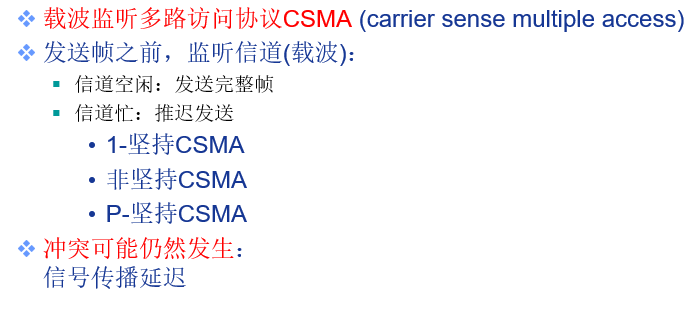 载波监听多路访问协议CSMA (carrier sense multiple access)
发送帧之前，监听信道(载波)：
信道空闲：发送完整帧
信道忙：推迟发送
1-坚持CSMA
非坚持CSMA
P-坚持CSMA
冲突可能仍然发生：
信号传播延迟